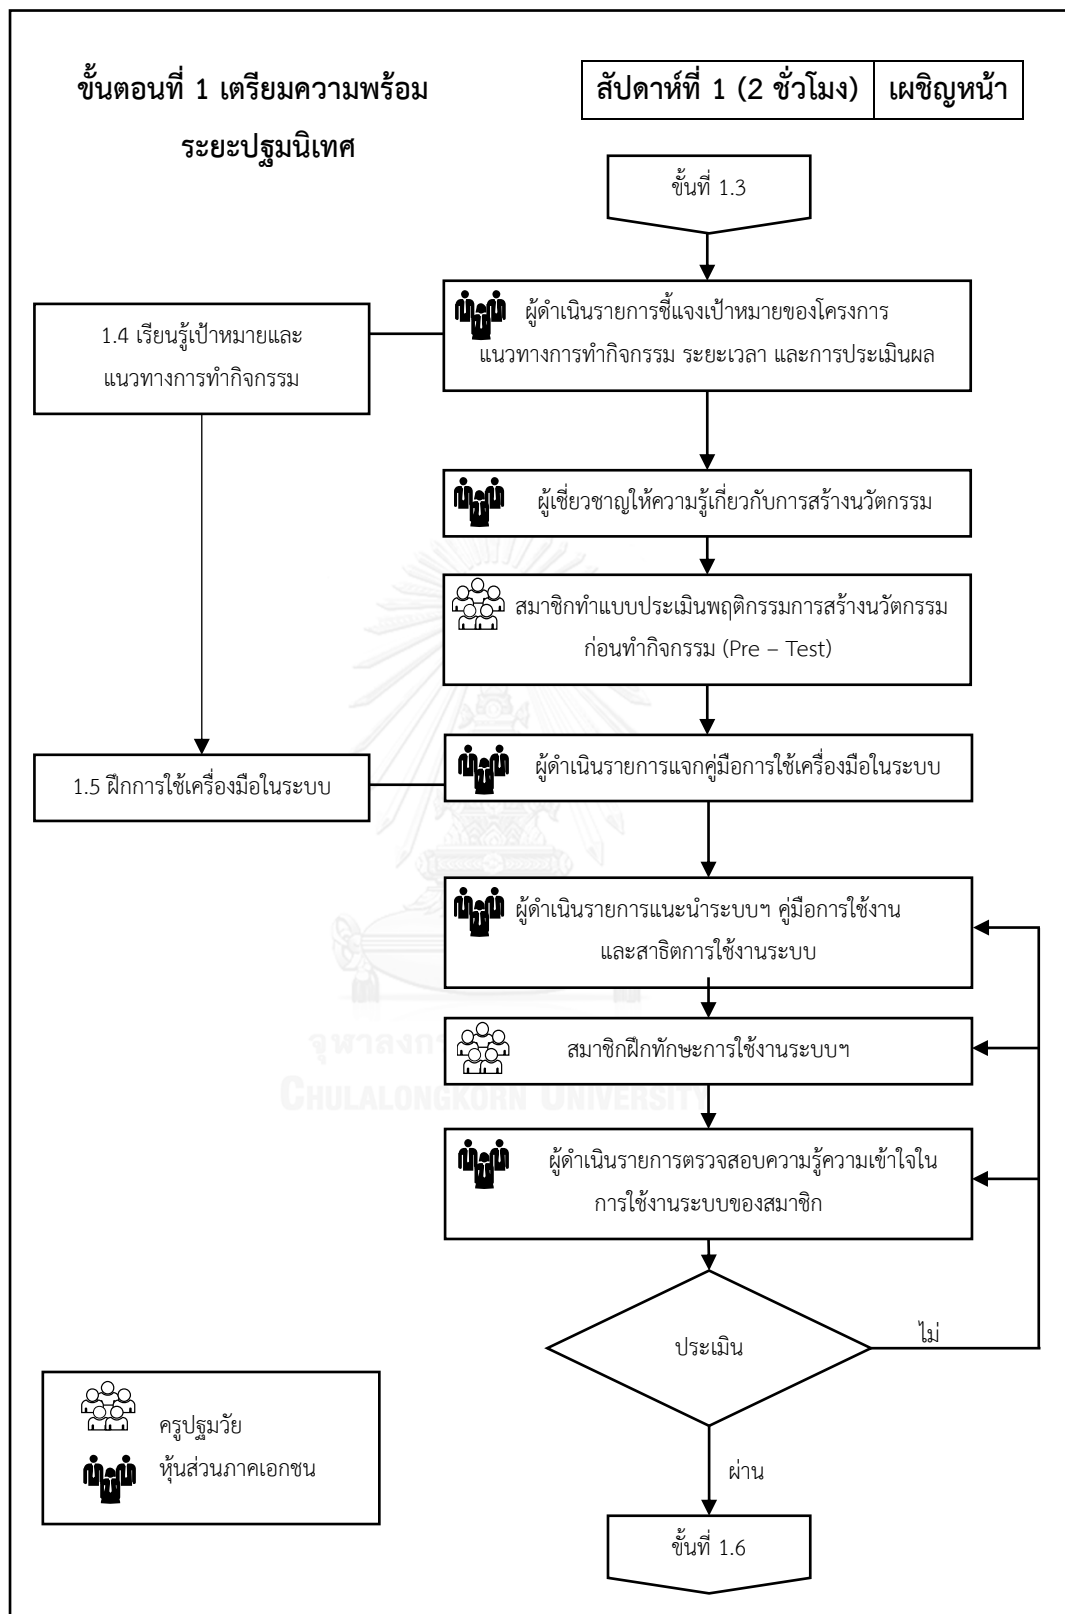 ขั้นตอนที่ 1 เตรียมความพร้อม
ระยะปฐมนิเทศ
สัปดาห์ที่ 1 (2 ชั่วโมง)
เผชิญหน้า
ขั้นที่ 1.3
1.4 เรียนรู้เป้าหมายและ
แนวทางการทำกิจกรรม
ผู้ดำเนินรายการชี้แจงเป้าหมายของโครงการ
แนวทางการทำกิจกรรม ระยะเวลา และการประเมินผล
ผู้เชี่ยวชาญให้ความรู้เกี่ยวกับการสร้างนวัตกรรม
สมาชิกทำแบบประเมินพฤติกรรมการสร้างนวัตกรรม
ก่อนทำกิจกรรม (Pre – Test)
1.5 ฝึกการใช้เครื่องมือในระบบ
ผู้ดำเนินรายการแจกคู่มือการใช้เครื่องมือในระบบ
ผู้ดำเนินรายการแนะนำระบบฯ คู่มือการใช้งาน
และสาธิตการใช้งานระบบ
สมาชิกฝึกทักษะการใช้งานระบบฯ
จุฬาลงก
CHULALONGKORN UNIVERSITY
ผู้ดำเนินรายการตรวจสอบความรู้ความเข้าใจใน
การใช้งานระบบของสมาชิก
ประเมิน
ไม่
ผ่าน
ขั้นที่ 1.6
ครูปฐมวัย
หุ้นส่วนภาคเอกชน